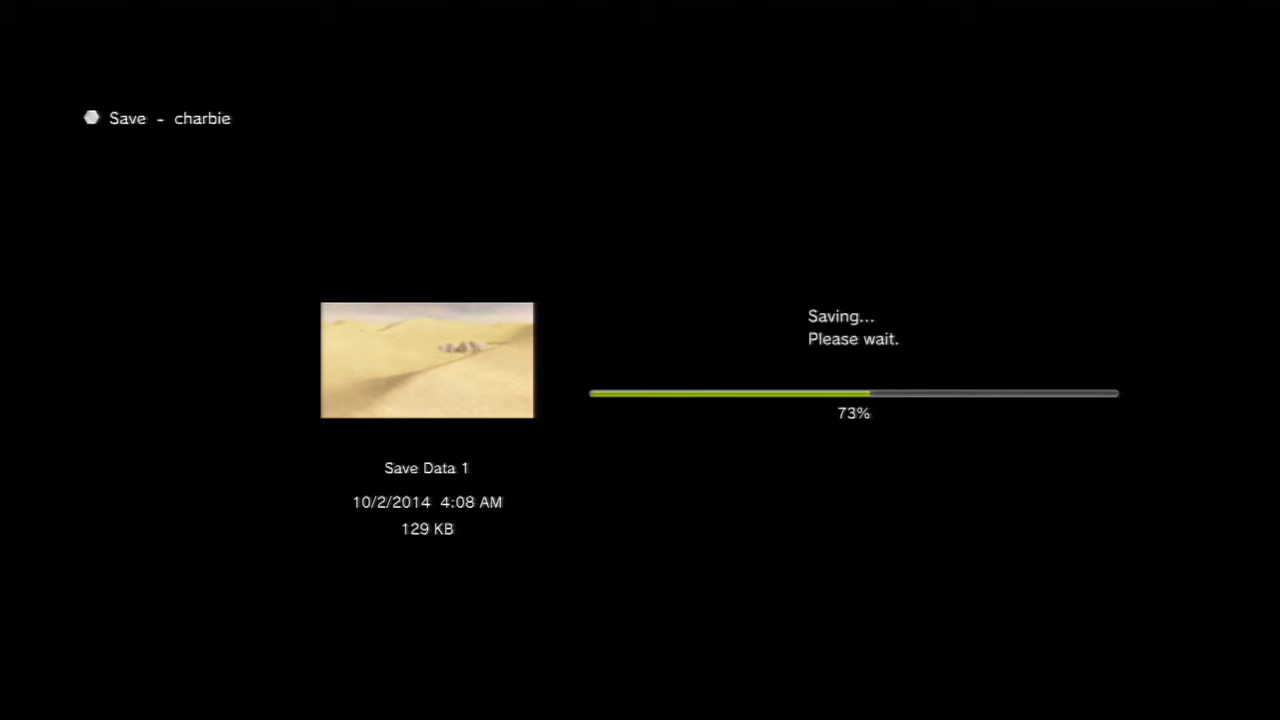 Save - charbie
Saving...
Please wait.
73%
Save Data 1
10/2/2014 4:08 AM
129 KB